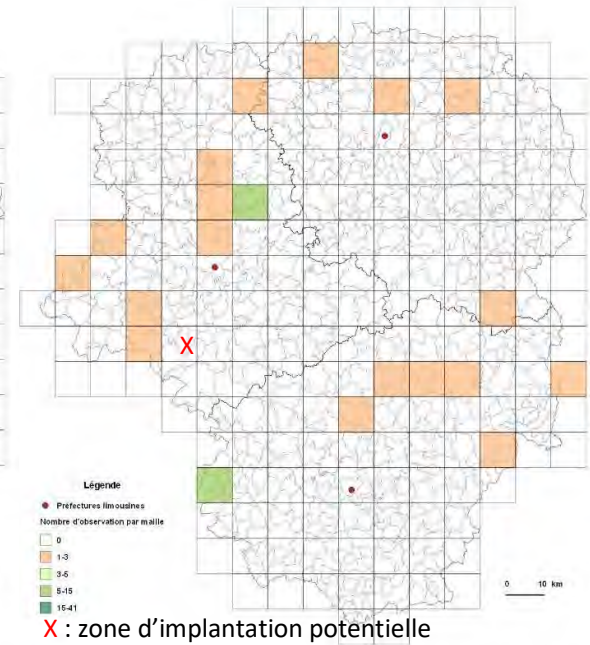 X
Légende
Préfectures limousines
Nombre d'observation par maille
0
1-3
3-5
5-15
15-41
0 10 km
X : zone d'implantation potentielle